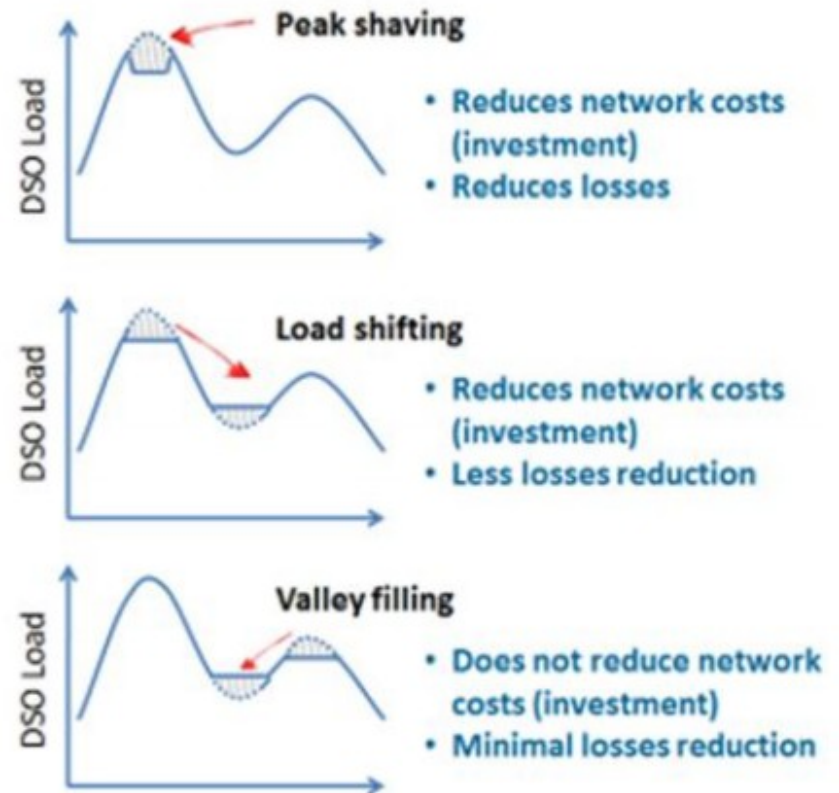 Peak shaving
DSO Load
• Reduces network costs
(investment)
• Reduces losses
Load shifting
DSO Load
• Reduces network costs
(investment)
• Less losses reduction
Valley filling
DSO Load
• Does not reduce network
costs (investment)
• Minimal losses reduction